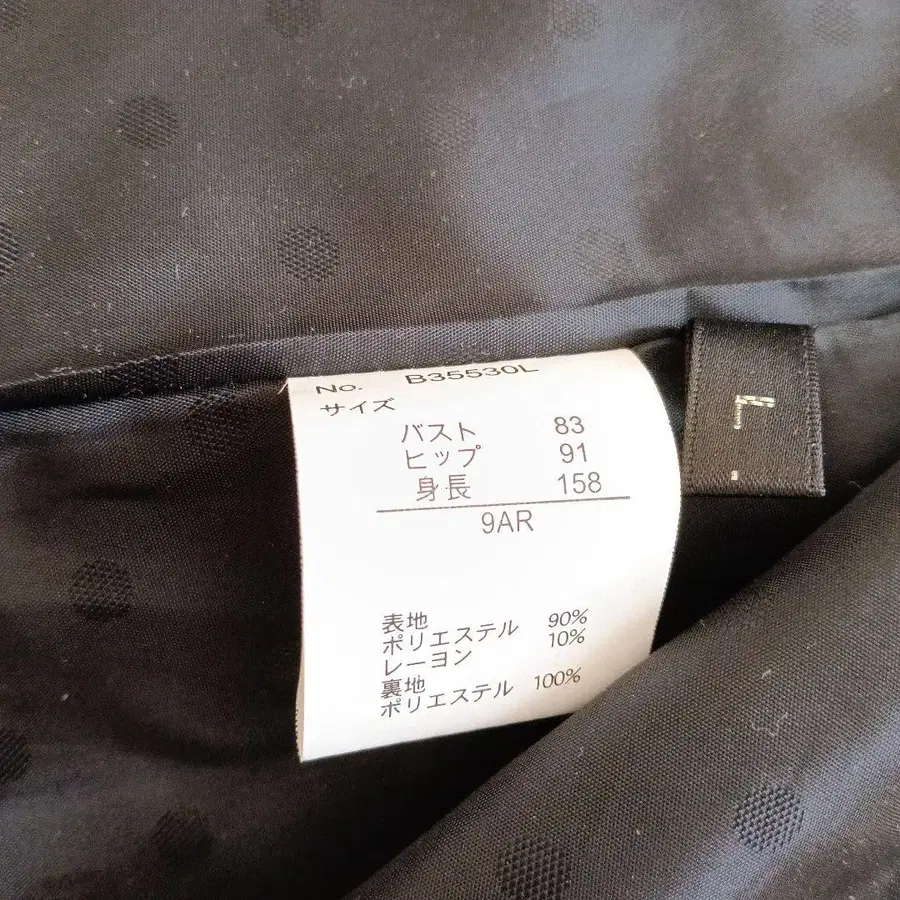 No. B35530L
サイズ
バスト 83
ヒップ 91
身長 158
9AR
表地
ポリエステル 90%
レーヨン 10%
裏地
ポリエステル 100%